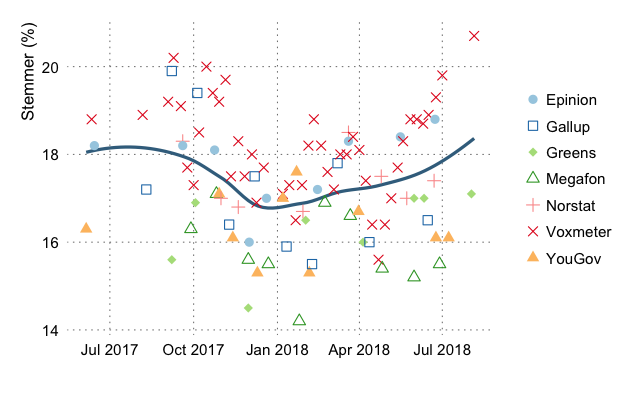 Stemmer (%)
20
18
16
14
Jul 2017
Oct 2017
Jan 2018
Apr 2018
Jul 2018
Epinion
Gallup
Greens
Megafon
Norstat
Voxmeter
YouGov